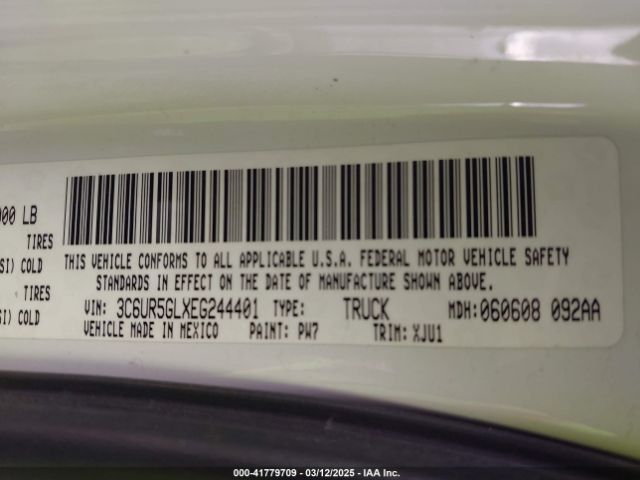 000 LB
TIRES
SI) COLD
TIRES
SI) COLD
THIS VEHICLE CONFORMS TO ALL APPLICABLE U.S.A. FEDERAL MOTOR VEHICLE SAFETY
STANDARDS IN EFFECT ON THE DATE OF MANUFACTURE SHOWN ABOVE.
VIN: 3C6UR5GLXEG244401 TYPE: TRUCK MDH: 060608 092AA
VEHICLE MADE IN MEXICO PAINT: PW7 TRIM: XJU1
000-41779709 - 03/12/2025 - IAA Inc.